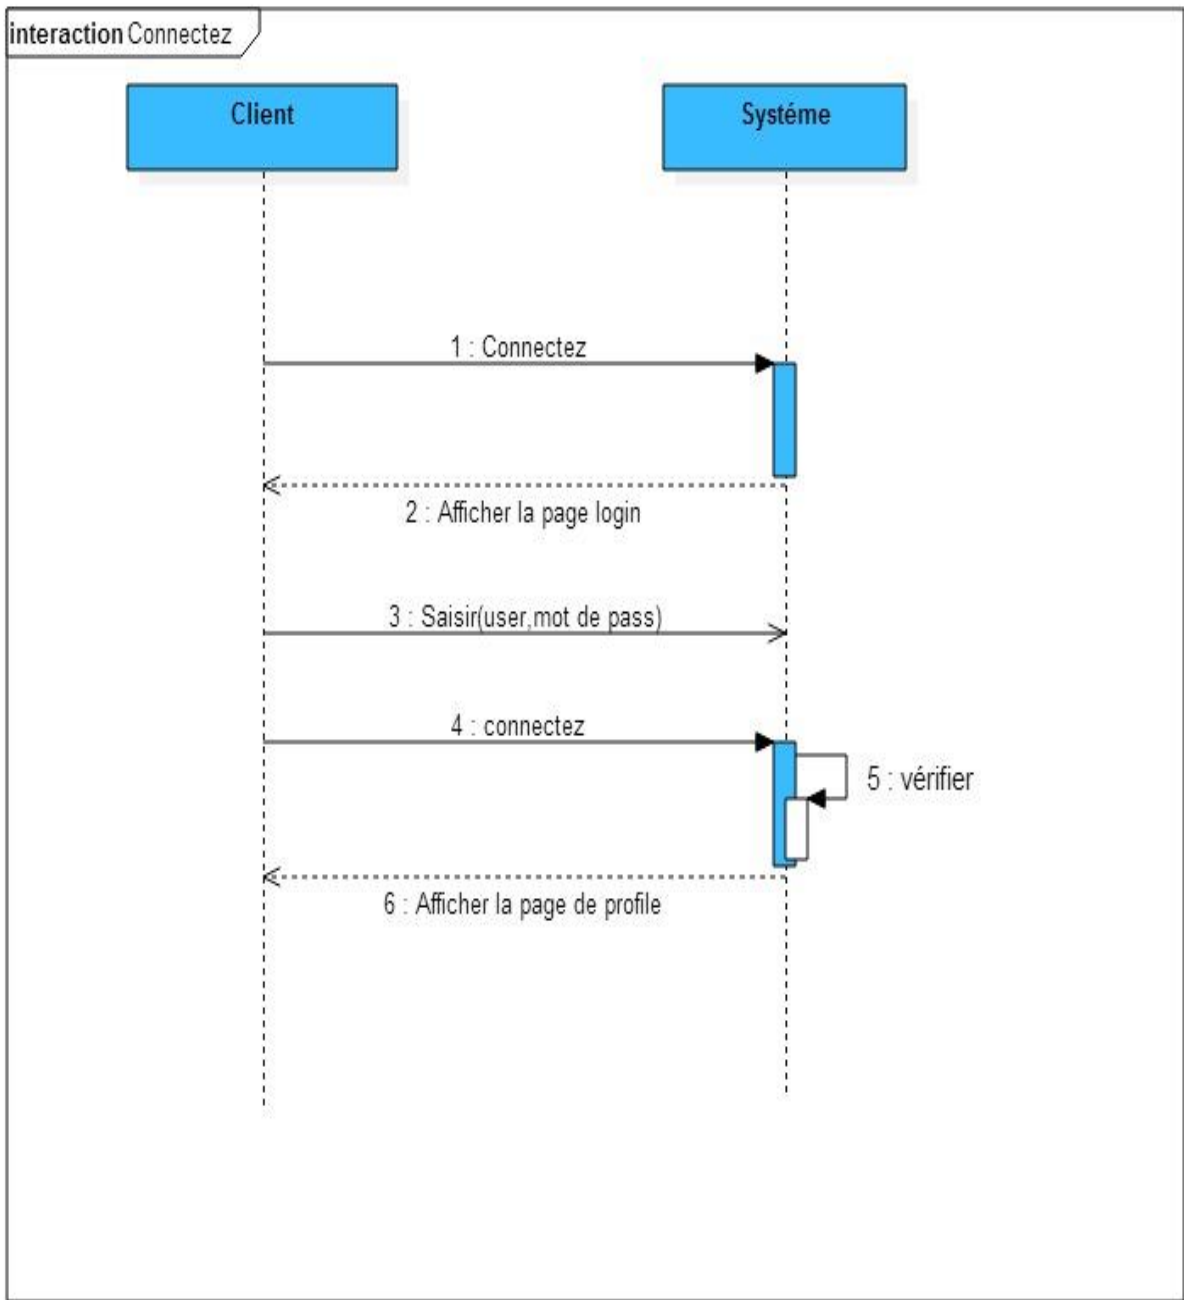 interaction Connectez
Client
Systéme
1 : Connectez
2 : Afficher la page login
3 : Saisir(user,mot de pass)
4 : connectez
5 : vérifier
6 : Afficher la page de profile